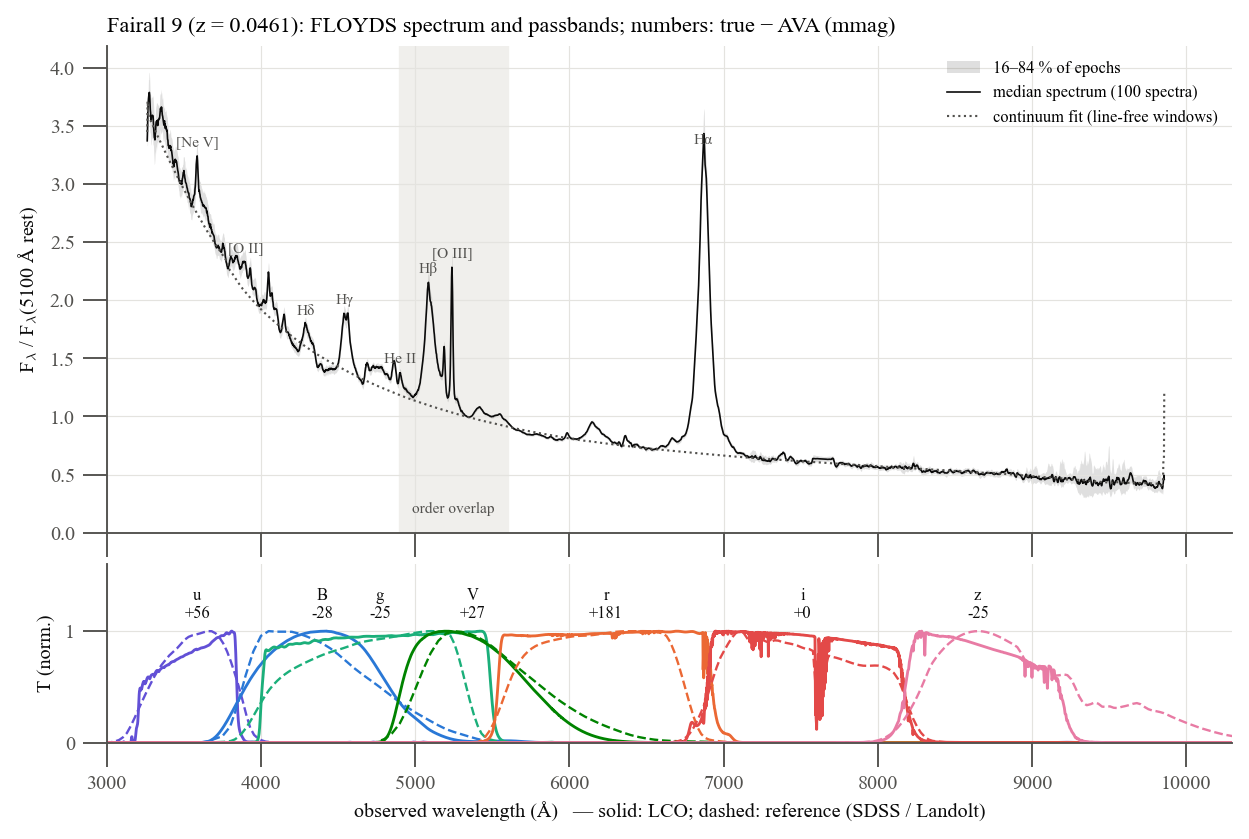 Fairall 9 (z = 0.0461): FLOYDS spectrum and passbands; numbers: true − AVA (mmag)
16–84 % of epochs
median spectrum (100 spectra)
continuum fit (line-free windows)
Fλ / Fλ(5100 Å rest)
4.0
3.5
3.0
2.5
2.0
1.5
1.0
0.5
0.0
[Ne V]
[O II]
Hδ
Hγ
He II
Hβ
[O III]
Hα
order overlap
u B g V r i z
+56 -28 -25 +27 +181 +0 -25
T (norm.)
1
0
3000 4000 5000 6000 7000 8000 9000 10000
observed wavelength (Å) — solid: LCO; dashed: reference (SDSS / Landolt)